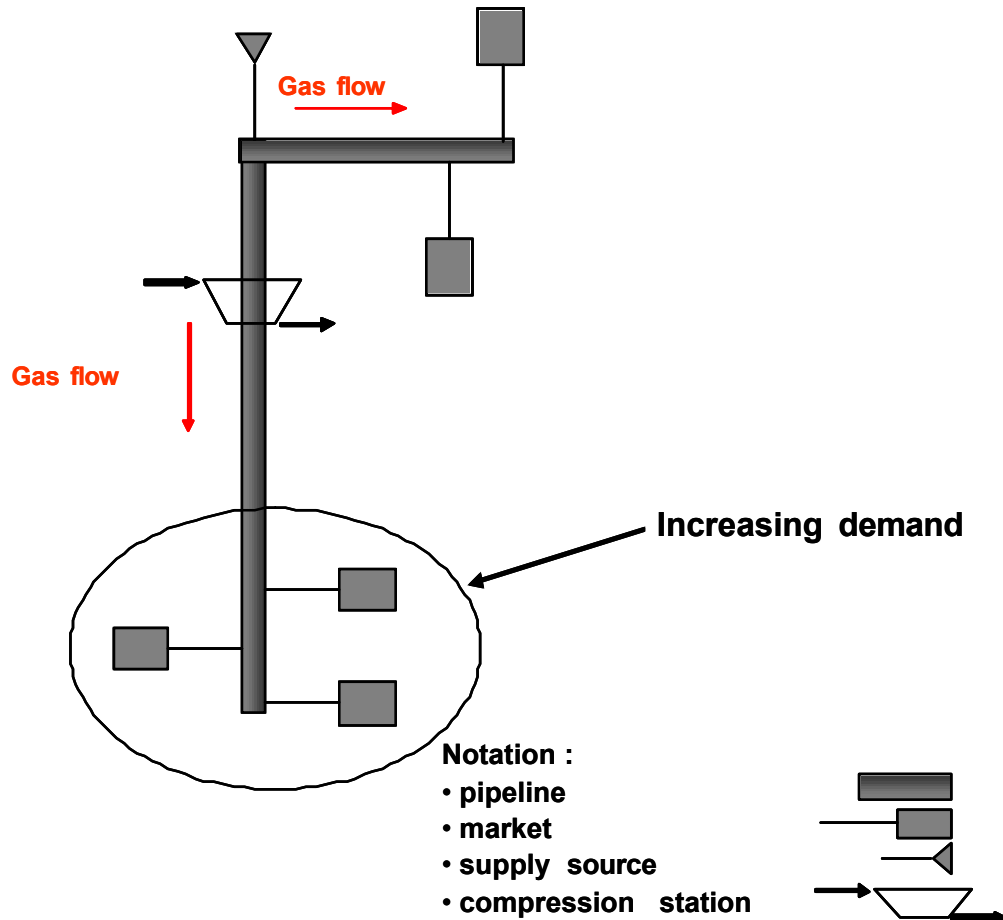 Gas flow
Gas flow
Increasing demand
Notation :
• pipeline
• market
• supply source
• compression station